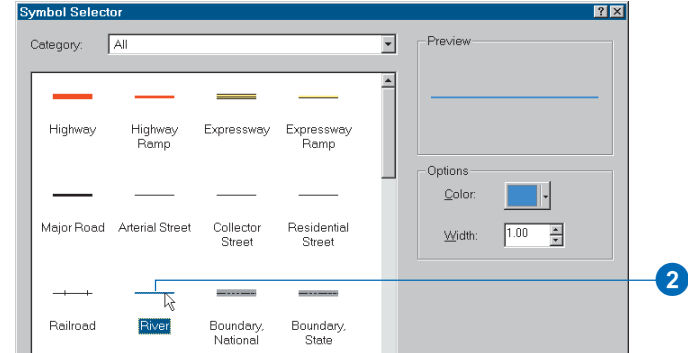 Symbol Selector
Category:
All
Preview
Highway
Highway
Ramp
Expressway
Expressway
Ramp
Options
Color:
Width:
1.00
Major Road
Arterial Street
Collector
Street
Residential
Street
2
Railroad
River
Boundary,
National
Boundary,
State